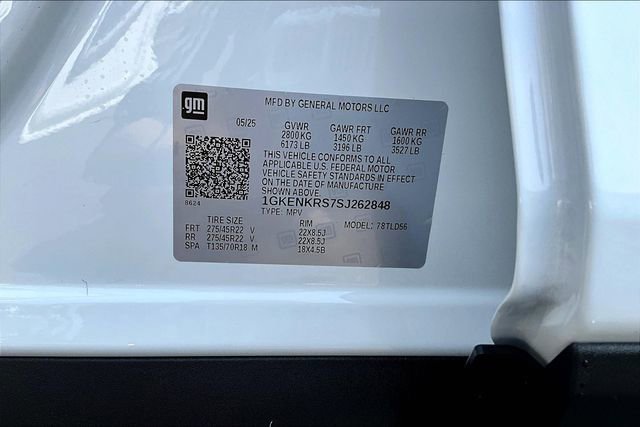 gm
MFD BY GENERAL MOTORS LLC
05/25 GVWR GAWR FRT GAWR RR
2800 KG 1450 KG 1600 KG
6173 LB 3196 LB 3527 LB
THIS VEHICLE CONFORMS TO ALL
APPLICABLE U.S. FEDERAL MOTOR
VEHICLE SAFETY STANDARDS IN EFFECT
ON THE DATE OF MANUFACTURE
SHOWN ABOVE.
8624
1GKENKRS7SJ262848
TYPE: MPV
TIRE SIZE RIM MODEL: 78TLD56
FRT 275/45R22 V 22X8.5J
RR 275/45R22 V 22X8.5J
SPA T135/70R18 M 18X4.5B